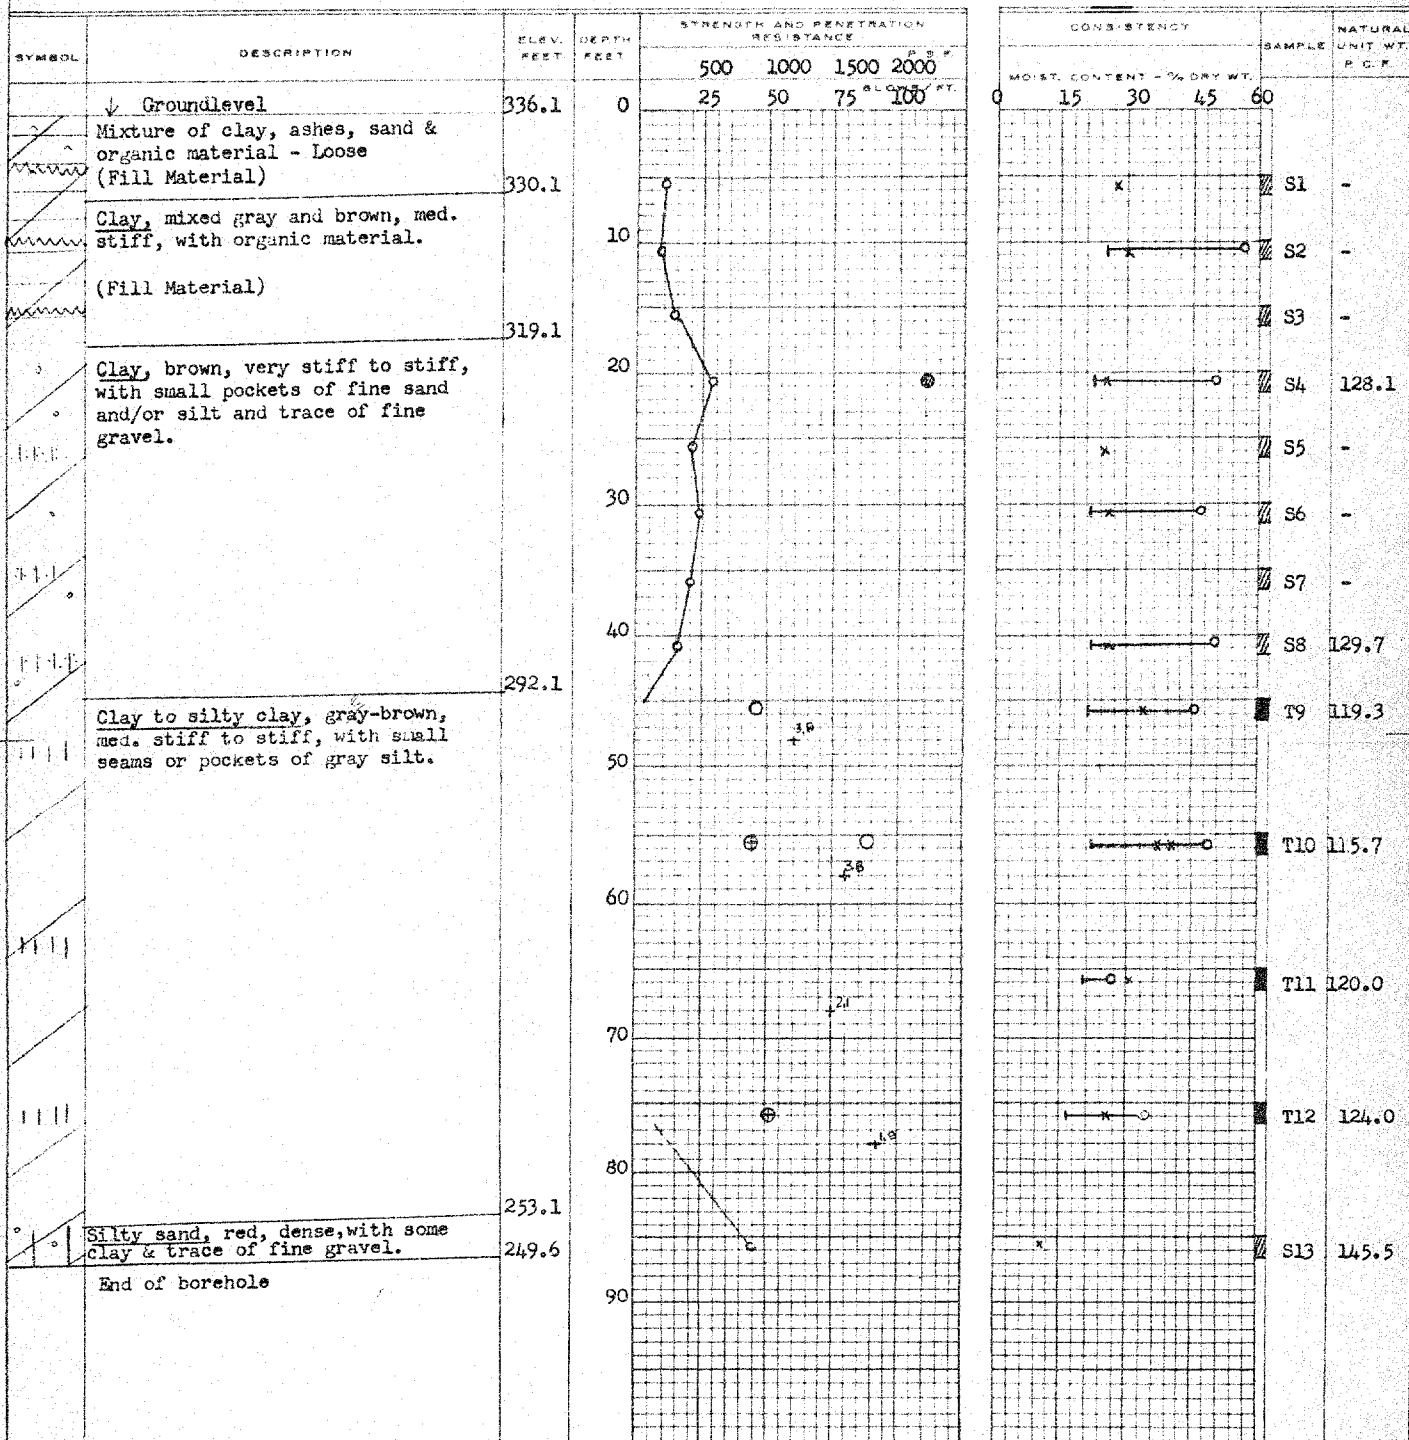 SYMBOL
DESCRIPTION
ELEV. FEET
DEPTH FEET
STRENGTH AND PENETRATION RESISTANCE
P.S.F.
500 1000 1500 2000
BLOWS/FT.
25 50 75 100
CONSISTENCY
MOIST. CONTENT - % DRY WT.
0 15 30 45 60
SAMPLE
NATURAL UNIT WT. P.C.F.
↓ Groundlevel 336.1 0
Mixture of clay, ashes, sand &
organic material - Loose
(Fill Material) 330.1
S1 -
Clay, mixed gray and brown, med.
stiff, with organic material.
10
S2 -
(Fill Material)
S3 -
319.1
Clay, brown, very stiff to stiff,
with small pockets of fine sand
and/or silt and trace of fine
gravel.
20
S4 128.1
S5 -
30
S6 -
S7 -
40
S8 129.7
292.1
Clay to silty clay, gray-brown,
med. stiff to stiff, with small
seams or pockets of gray silt.
T9 119.3
3.8
50
T10 115.7
3.8
60
T11 120.0
2.1
70
T12 124.0
80
253.1
Silty sand, red, dense, with some
clay & trace of fine gravel. 249.6
S13 145.5
End of borehole
90